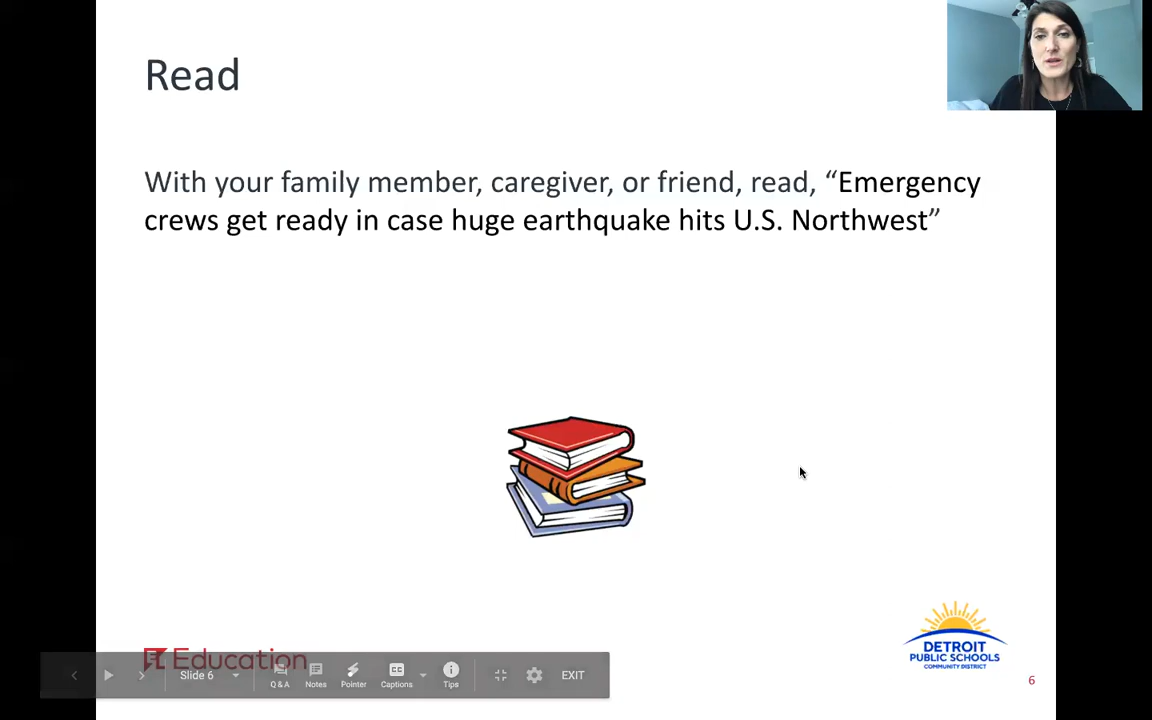 Read
With your family member, caregiver, or friend, read, “Emergency
crews get ready in case huge earthquake hits U.S. Northwest”
Education
DETROIT
PUBLIC SCHOOLS
COMMUNITY DISTRICT
Slide 6
Q & A
Notes
Pointer
CC
Captions
Tips
EXIT
6